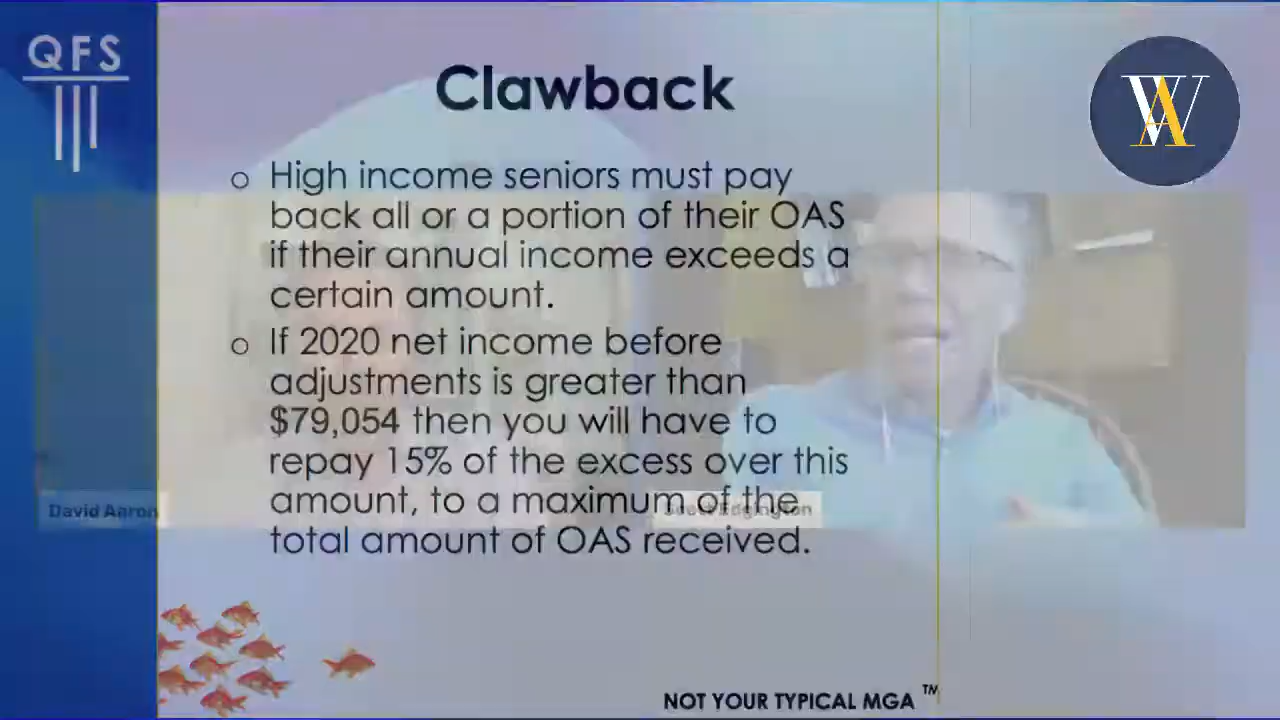 QFS
Clawback
WA
o High income seniors must pay
back all or a portion of their OAS
if their annual income exceeds a
certain amount.
o If 2020 net income before
adjustments is greater than
$79,054 then you will have to
repay 15% of the excess over this
amount, to a maximum of the
total amount of OAS received.
David Aaron
Scott Edgington
NOT YOUR TYPICAL MGA ™